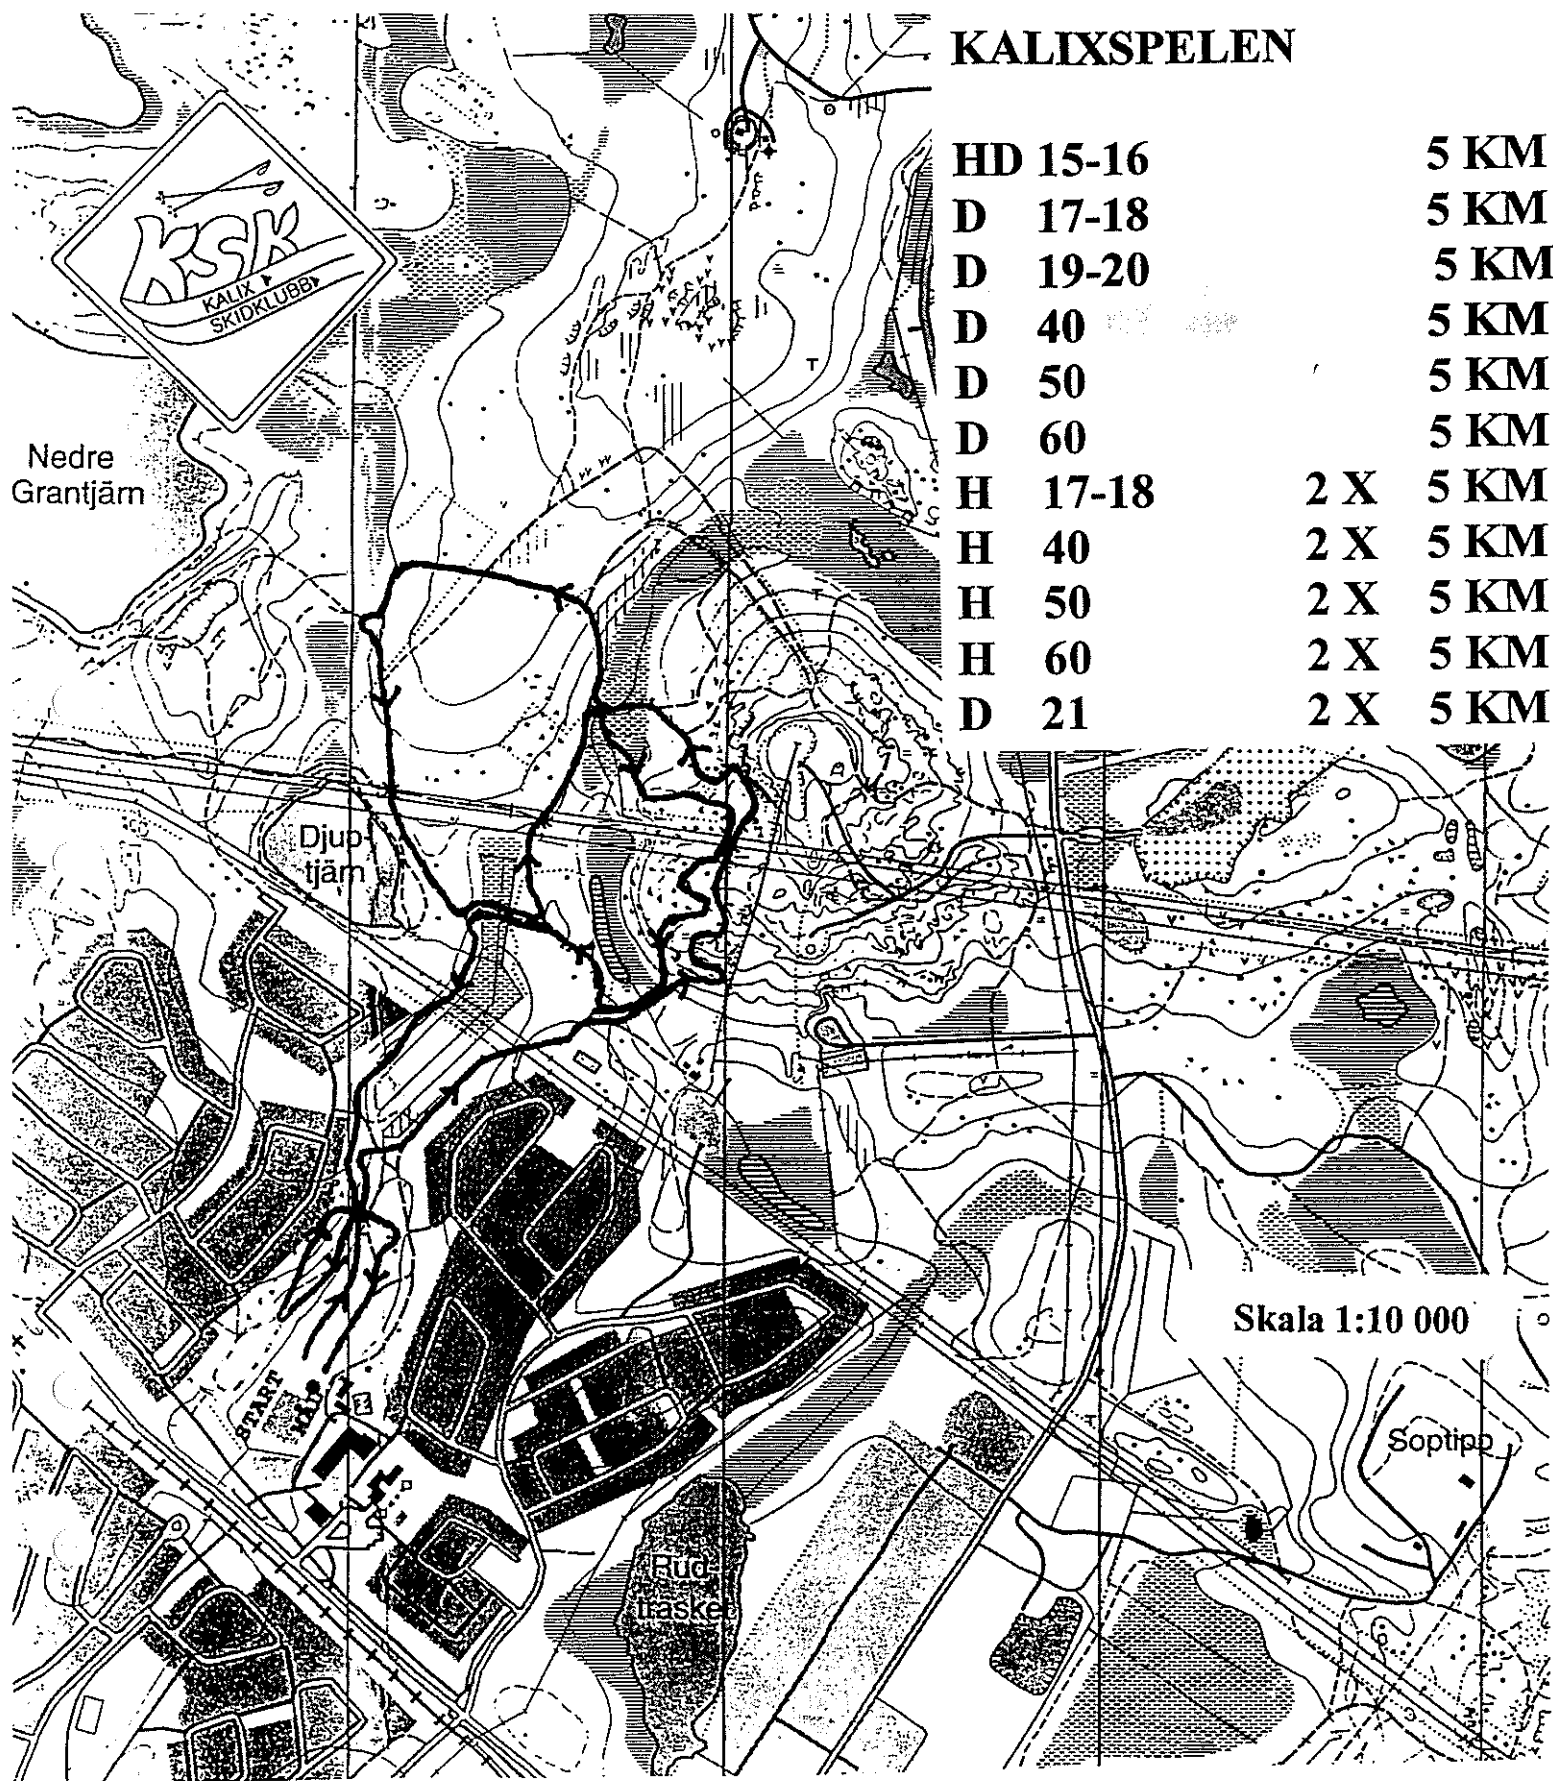 KALIXSPELEN
HD 15-16 5 KM
D 17-18 5 KM
D 19-20 5 KM
D 40 5 KM
D 50 5 KM
D 60 5 KM
H 17-18 2 X 5 KM
H 40 2 X 5 KM
H 50 2 X 5 KM
H 60 2 X 5 KM
D 21 2 X 5 KM
KSK
KALIX
SKIDKLUBB
Nedre
Grantjärn
Djup-
tjärn
Skala 1:10 000
START
MÅL
Soptipp
Rud
träsket